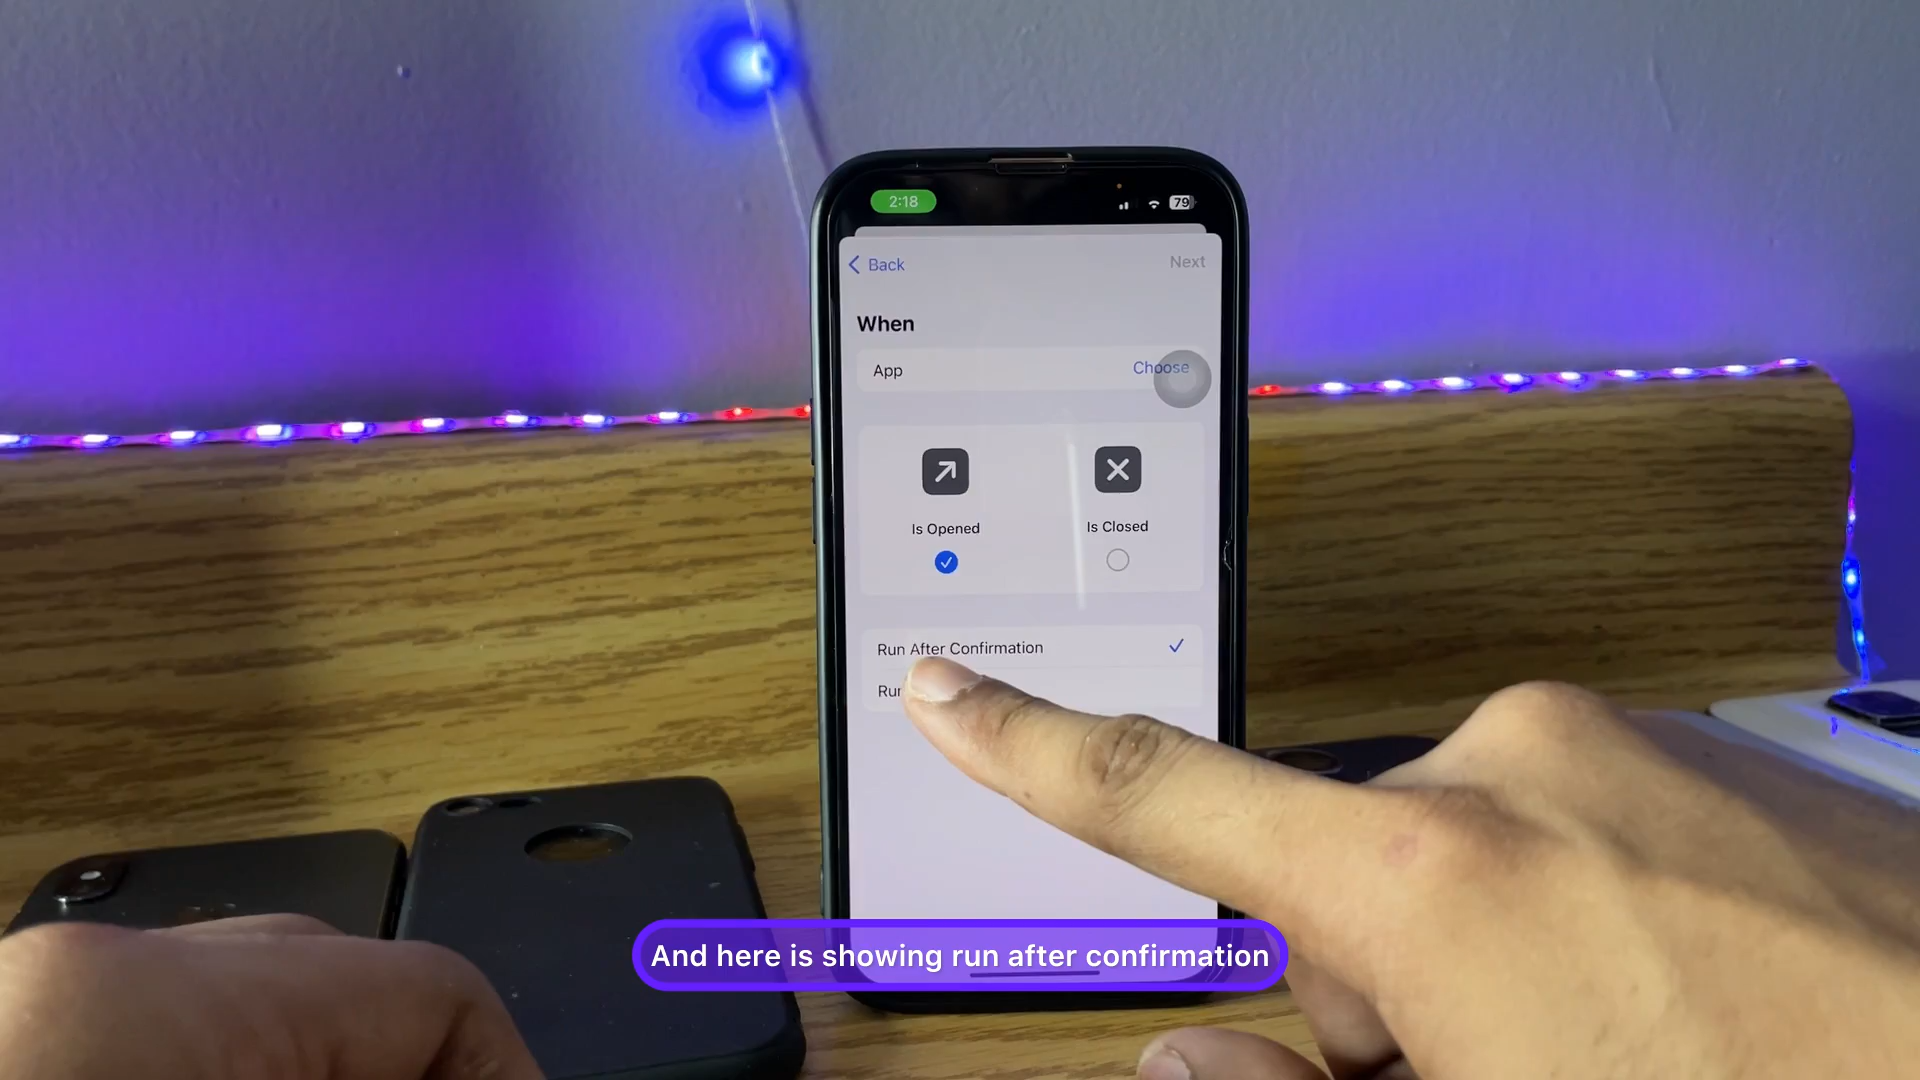 2:18
79
Back
Next
When
App
Choose
Is Opened
Is Closed
Run After Confirmation
And here is showing run after confirmation